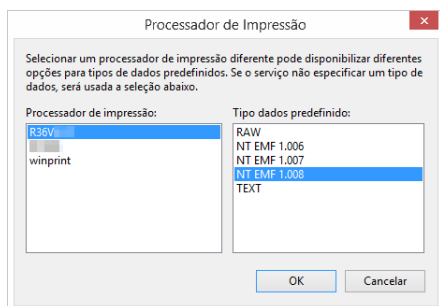 Processador de Impressão
Selecionar um processador de impressão diferente pode disponibilizar diferentes
opções para tipos de dados predefinidos. Se o serviço não especificar um tipo de
dados, será usada a seleção abaixo.
Processador de impressão:
Tipo dados predefinido:
winprint
RAW
NT EMF 1.006
NT EMF 1.007
NT EMF 1.008
TEXT
OK
Cancelar